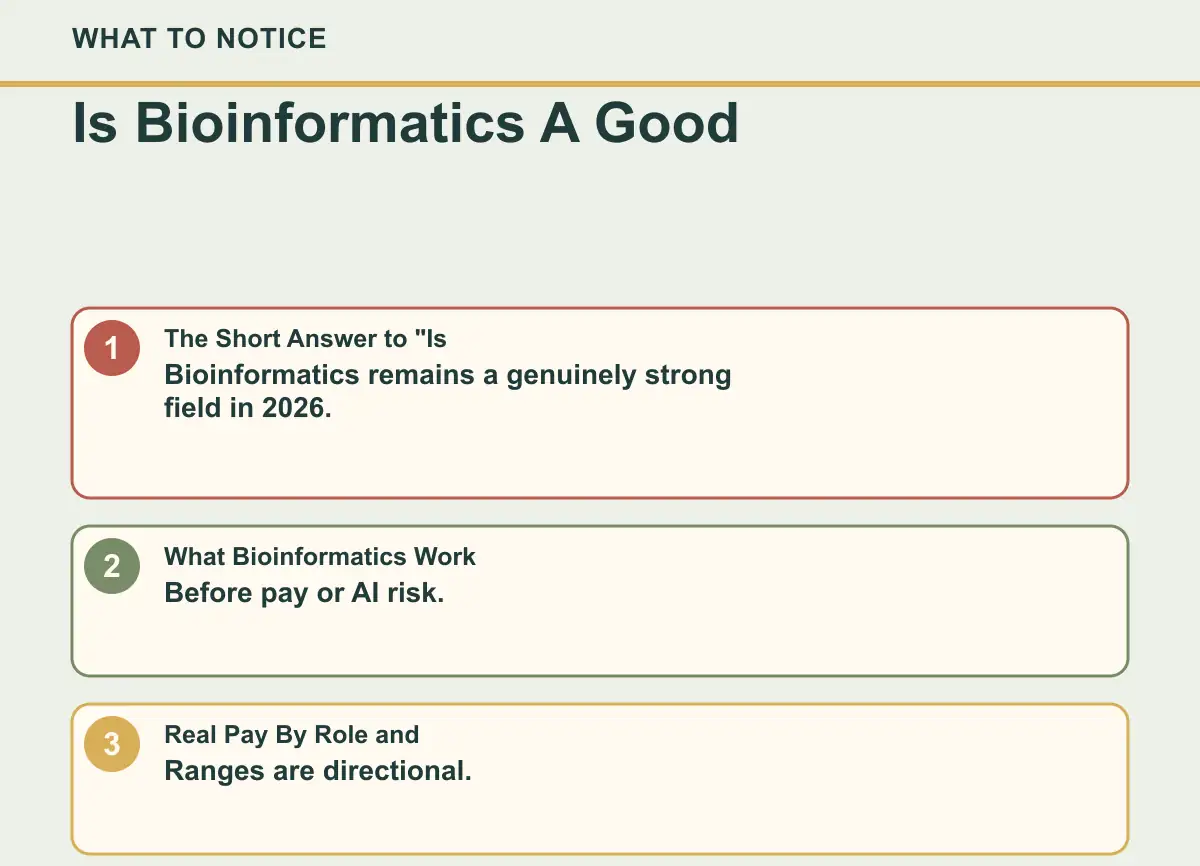 WHAT TO NOTICE
Is Bioinformatics A Good
1
The Short Answer to "Is
Bioinformatics remains a genuinely strong
field in 2026.
2
What Bioinformatics Work
Before pay or AI risk.
3
Real Pay By Role and
Ranges are directional.